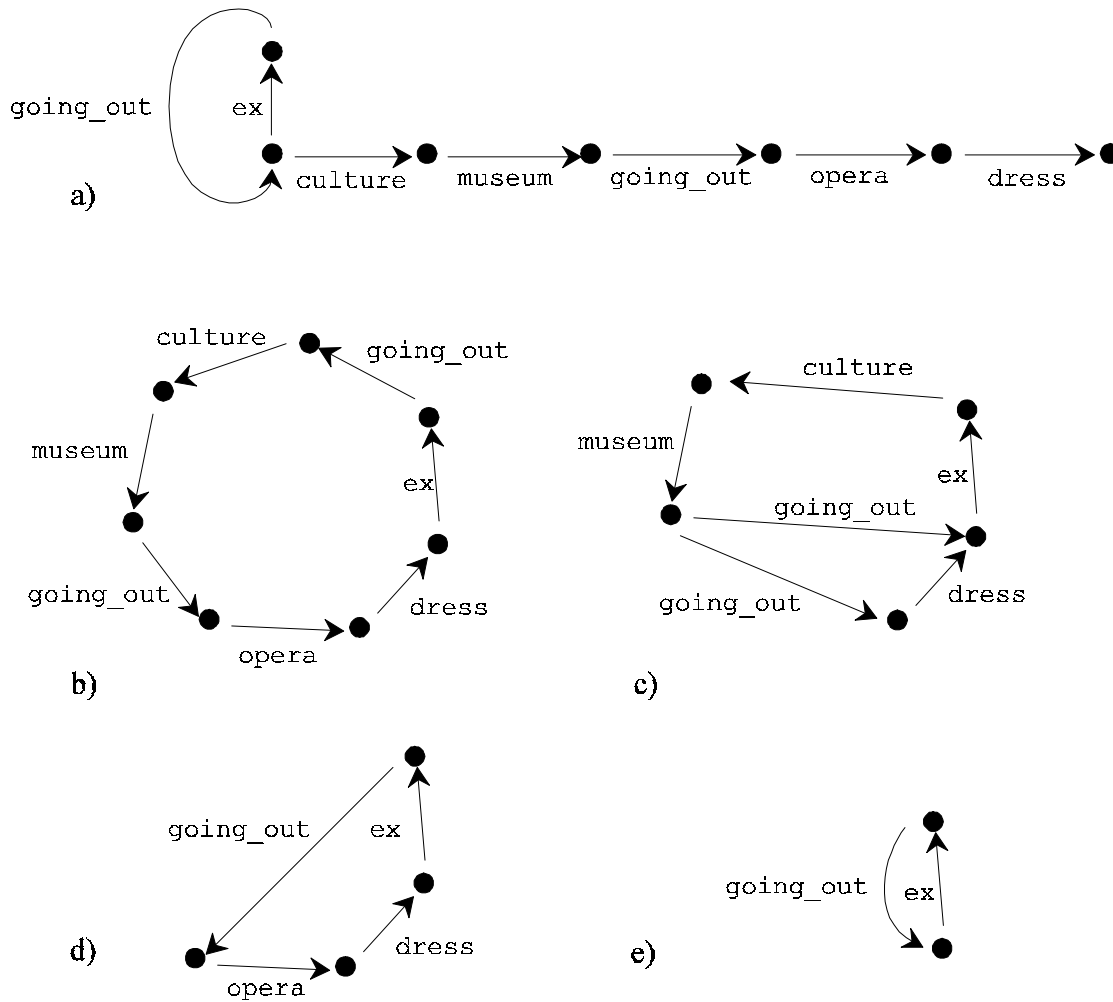 going_out
ex
culture
museum
going_out
opera
dress
a)
culture
going_out
museum
ex
going_out
dress
opera
b)
culture
museum
ex
going_out
going_out
dress
c)
going_out
ex
dress
opera
d)
going_out
ex
e)